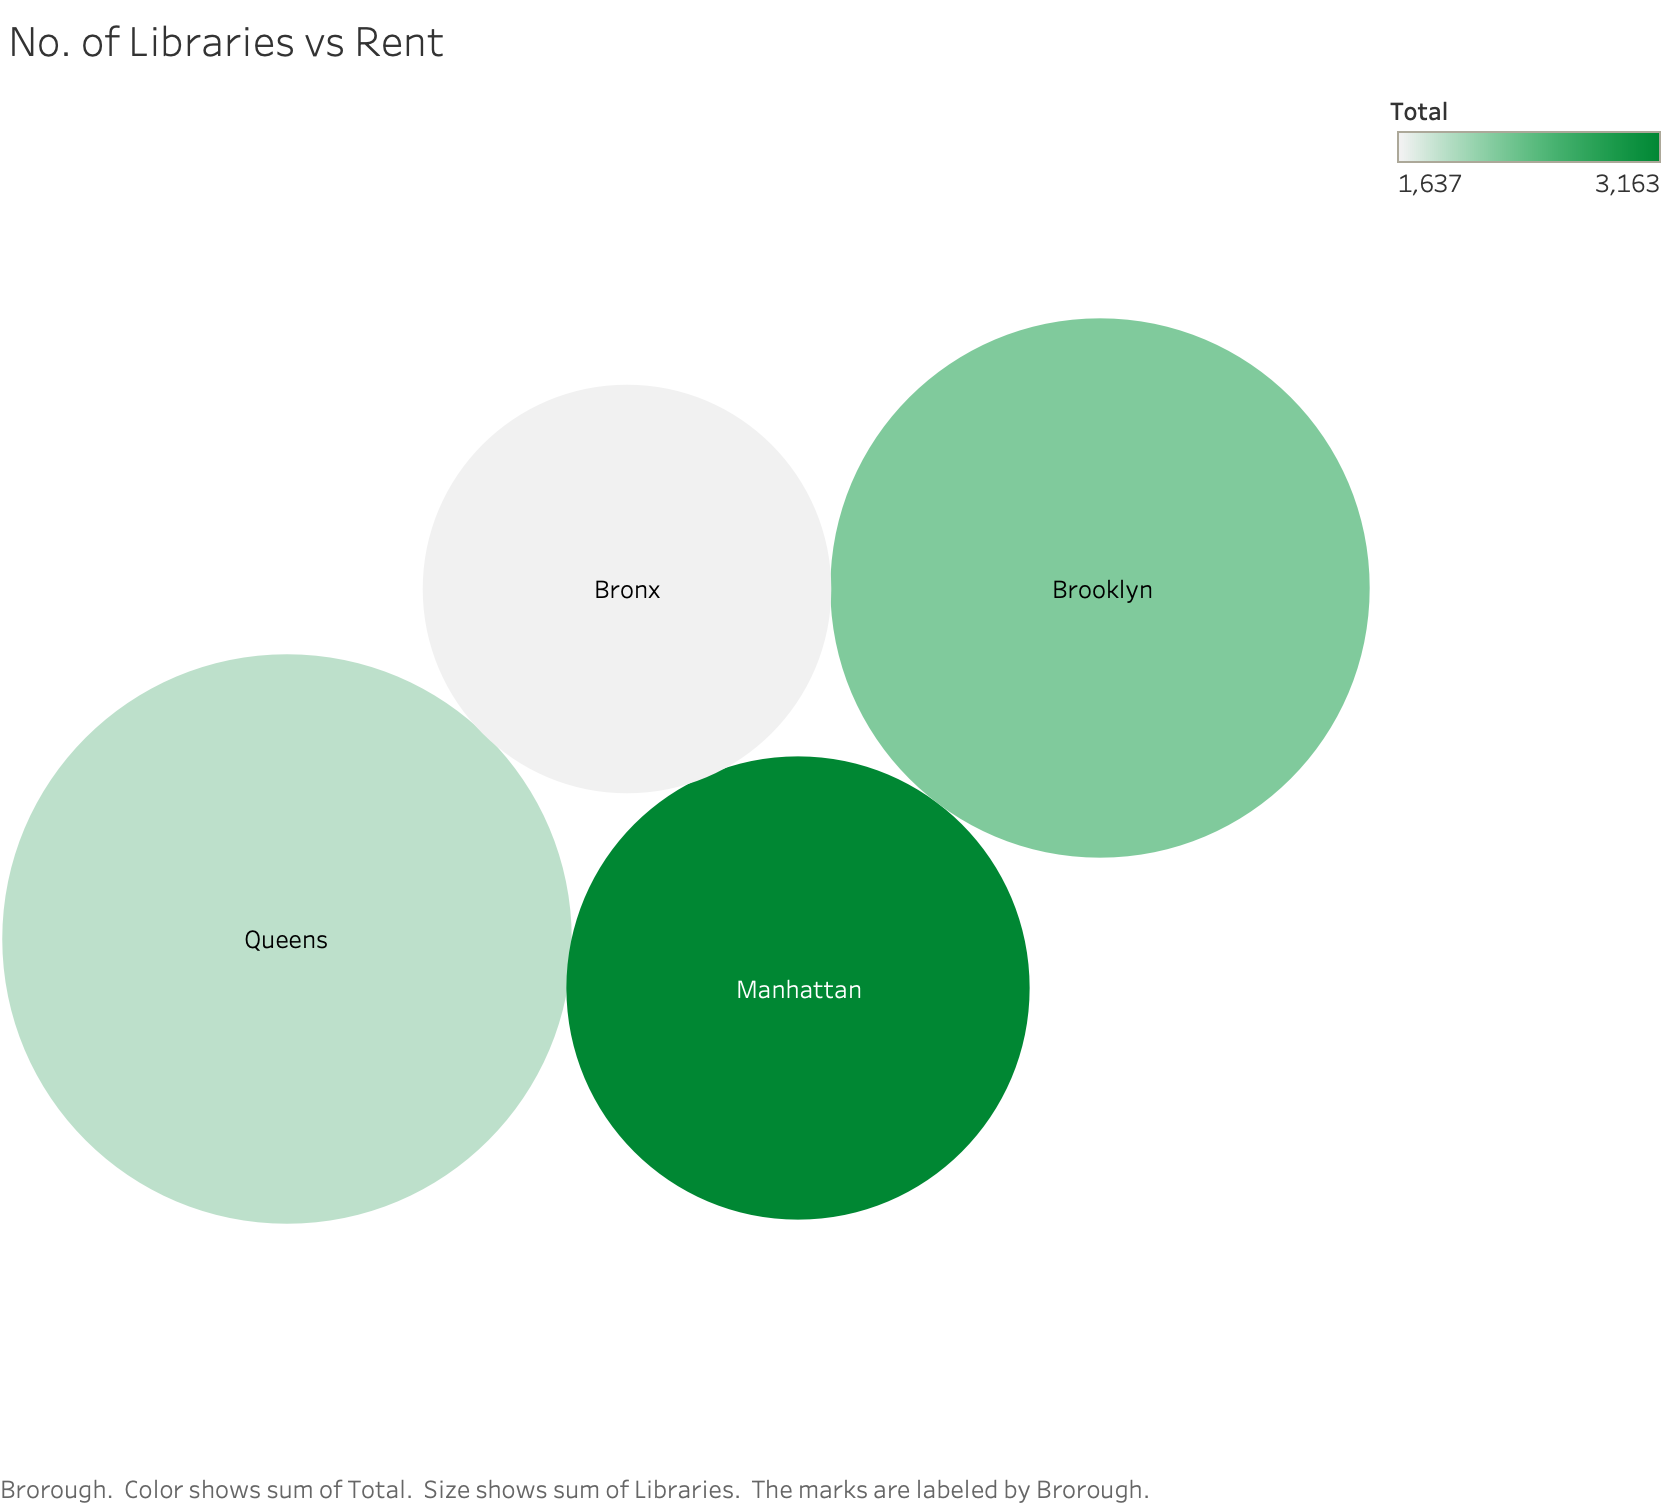 No. of Libraries vs Rent
Total
1,637 3,163
Bronx
Brooklyn
Queens
Manhattan
Brorough.  Color shows sum of Total.  Size shows sum of Libraries.  The marks are labeled by Brorough.